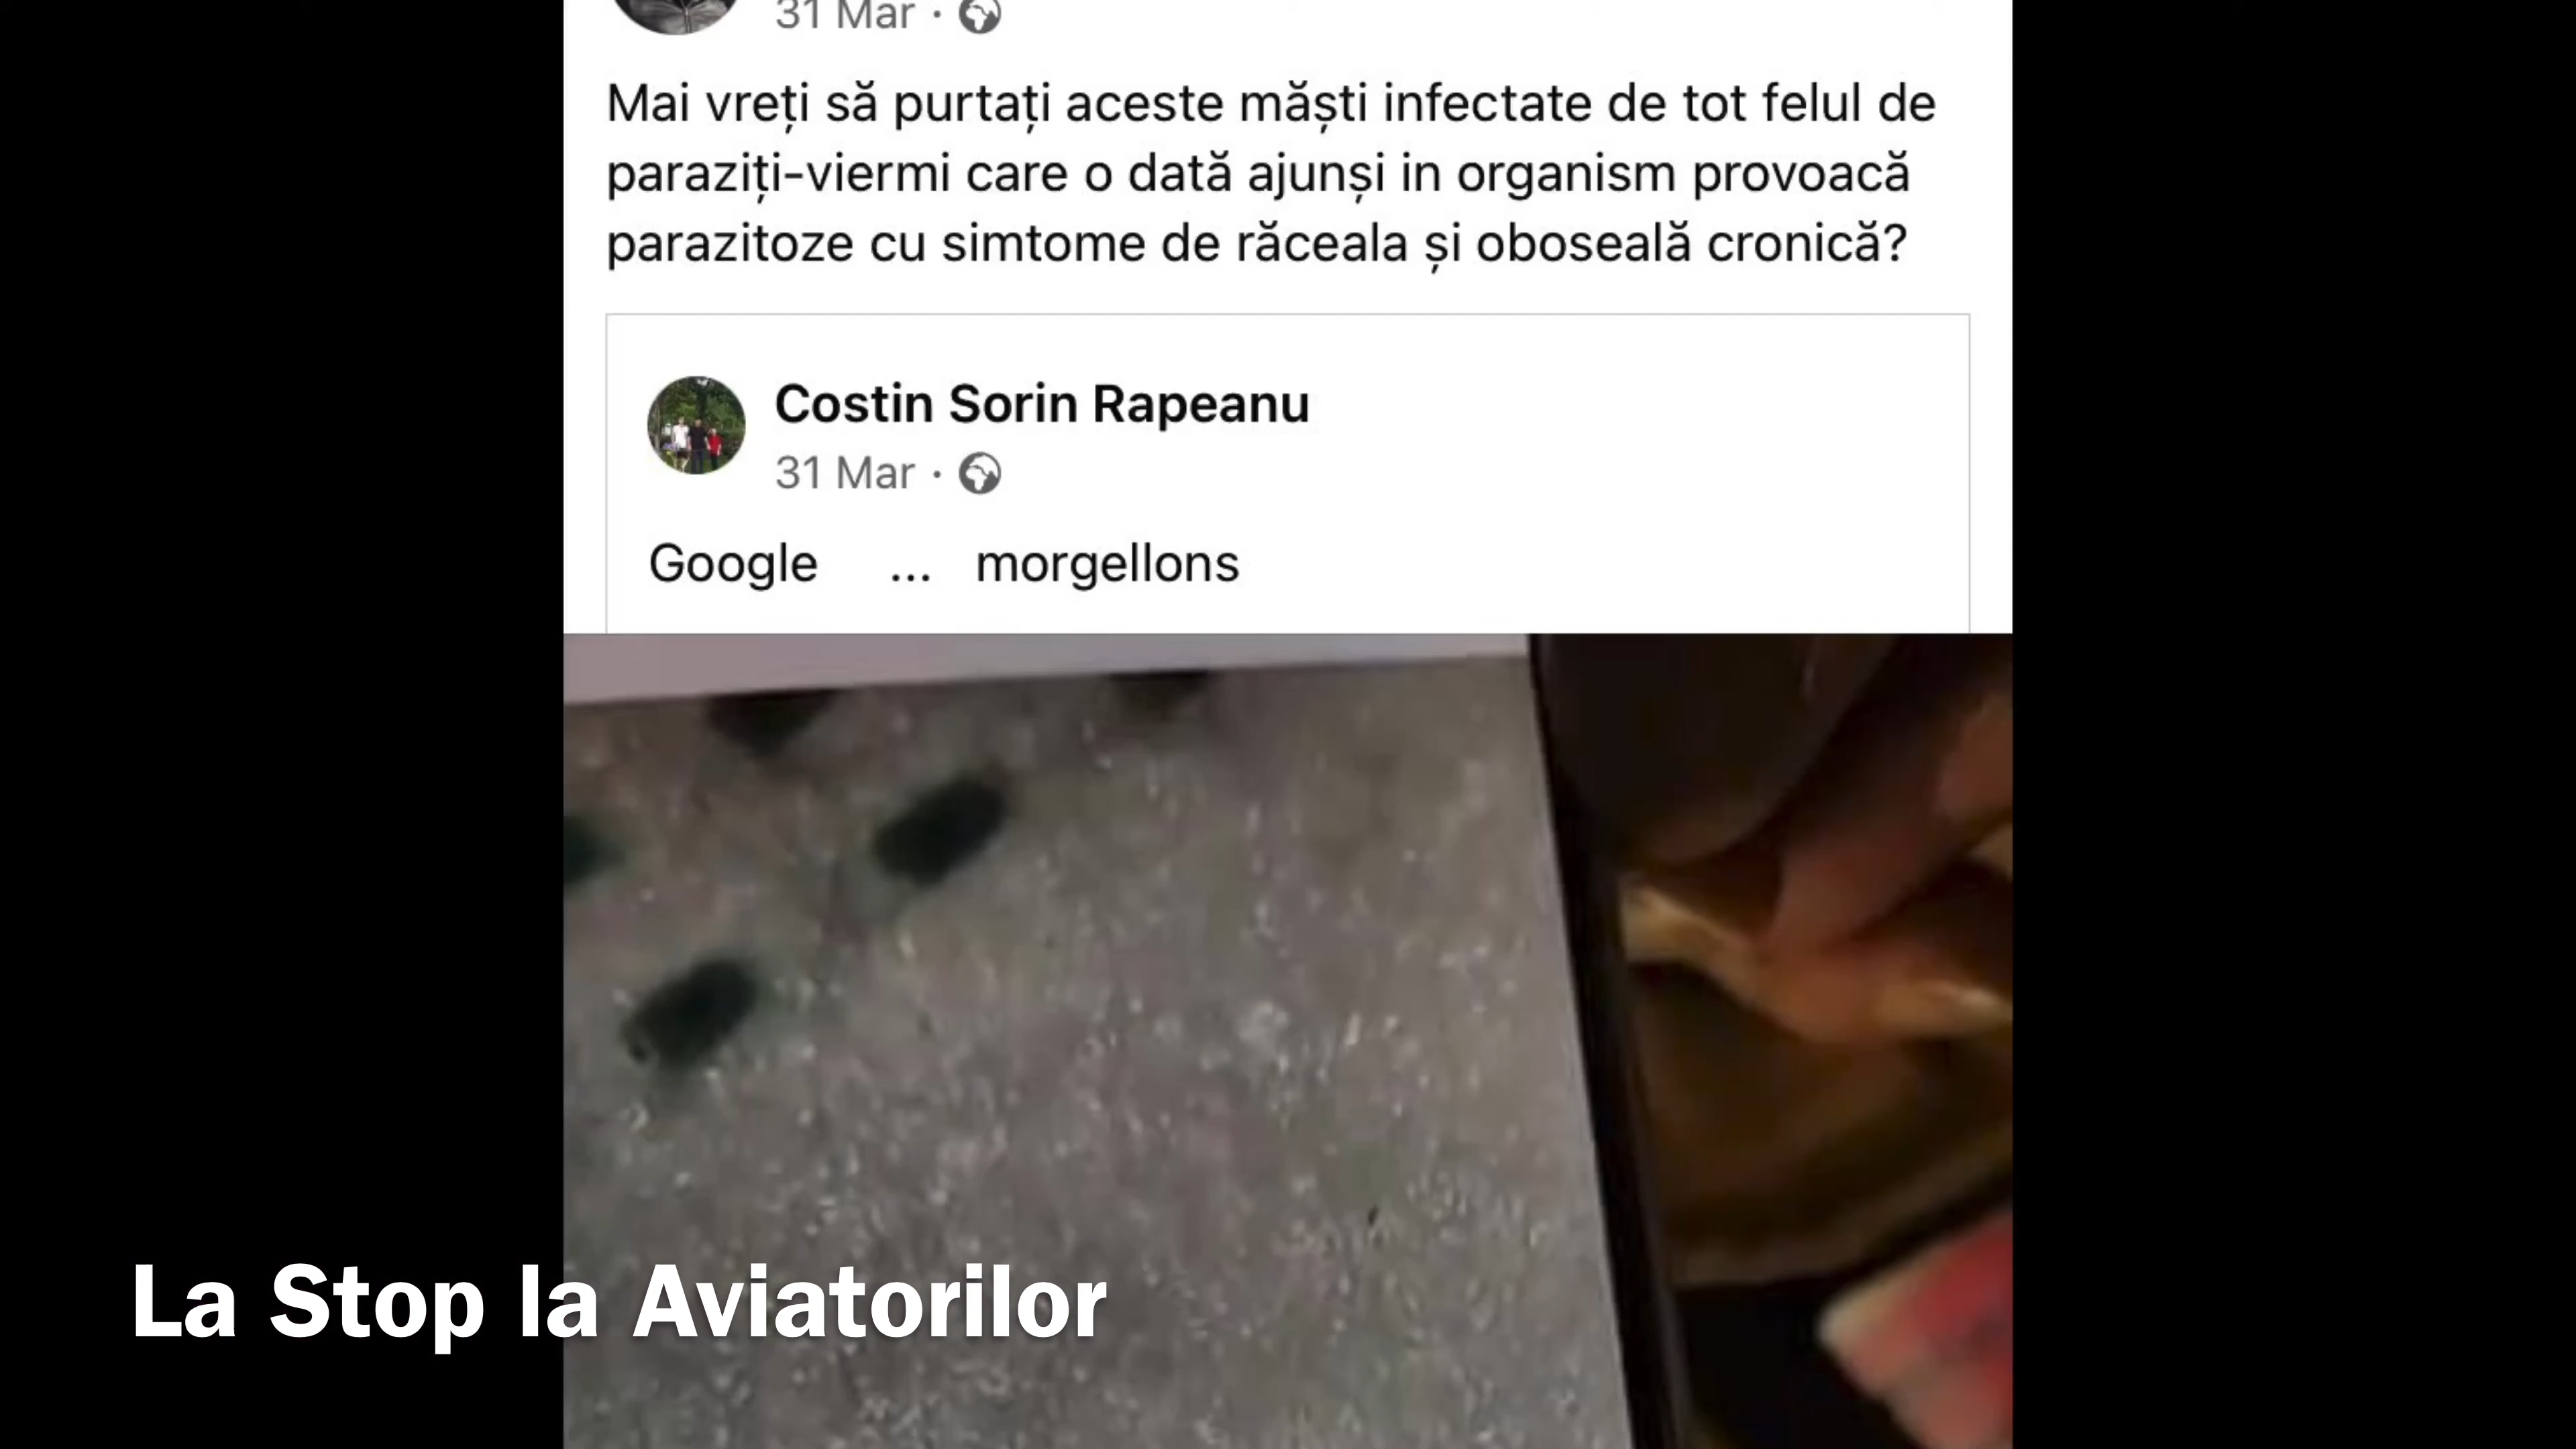 31 Mar ·
Mai vreți să purtați aceste măști infectate de tot felul de
paraziți-viermi care o dată ajunși in organism provoacă
parazitoze cu simtome de răceala și oboseală cronică?
Costin Sorin Rapeanu
31 Mar ·
Google ... morgellons
La Stop la Aviatorilor